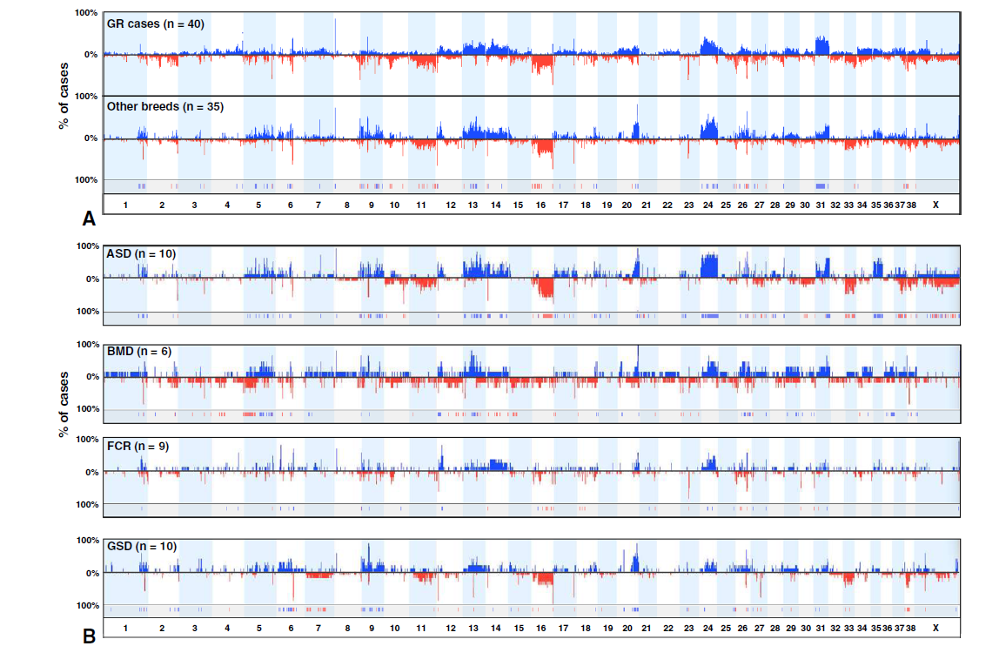 100%
GR cases (n = 40)
0%
100%
Other breeds (n = 35)
0%
100%
% of cases
1 2 3 4 5 6 7 8 9 10 11 12 13 14 15 16 17 18 19 20 21 22 23 24 25 26 27 28 29 30 31 32 33 34 35 36 37 38 X
A
100%
ASD (n = 10)
0%
100%
100%
BMD (n = 6)
0%
100%
% of cases
100%
FCR (n = 9)
0%
100%
100%
GSD (n = 10)
0%
100%
1 2 3 4 5 6 7 8 9 10 11 12 13 14 15 16 17 18 19 20 21 22 23 24 25 26 27 28 29 30 31 32 33 34 35 36 37 38 X
B